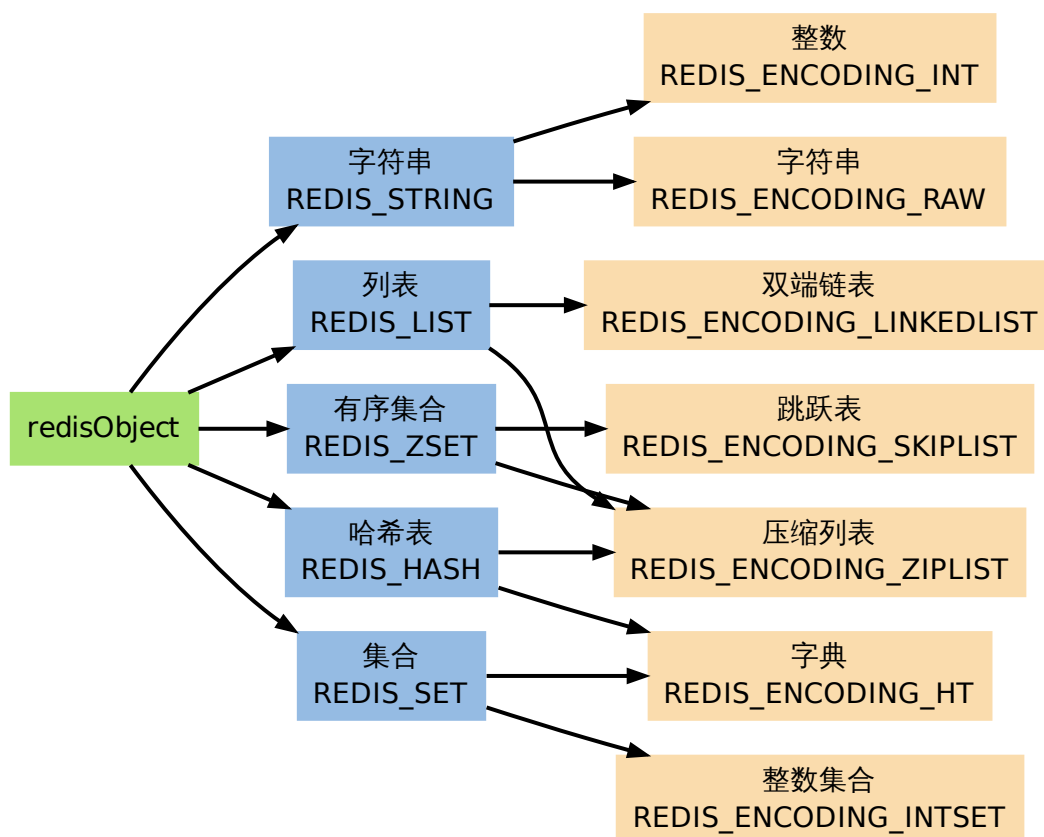 整数
REDIS_ENCODING_INT
字符串
REDIS_STRING
字符串
REDIS_ENCODING_RAW
列表
REDIS_LIST
双端链表
REDIS_ENCODING_LINKEDLIST
redisObject
有序集合
REDIS_ZSET
跳跃表
REDIS_ENCODING_SKIPLIST
哈希表
REDIS_HASH
压缩列表
REDIS_ENCODING_ZIPLIST
集合
REDIS_SET
字典
REDIS_ENCODING_HT
整数集合
REDIS_ENCODING_INTSET